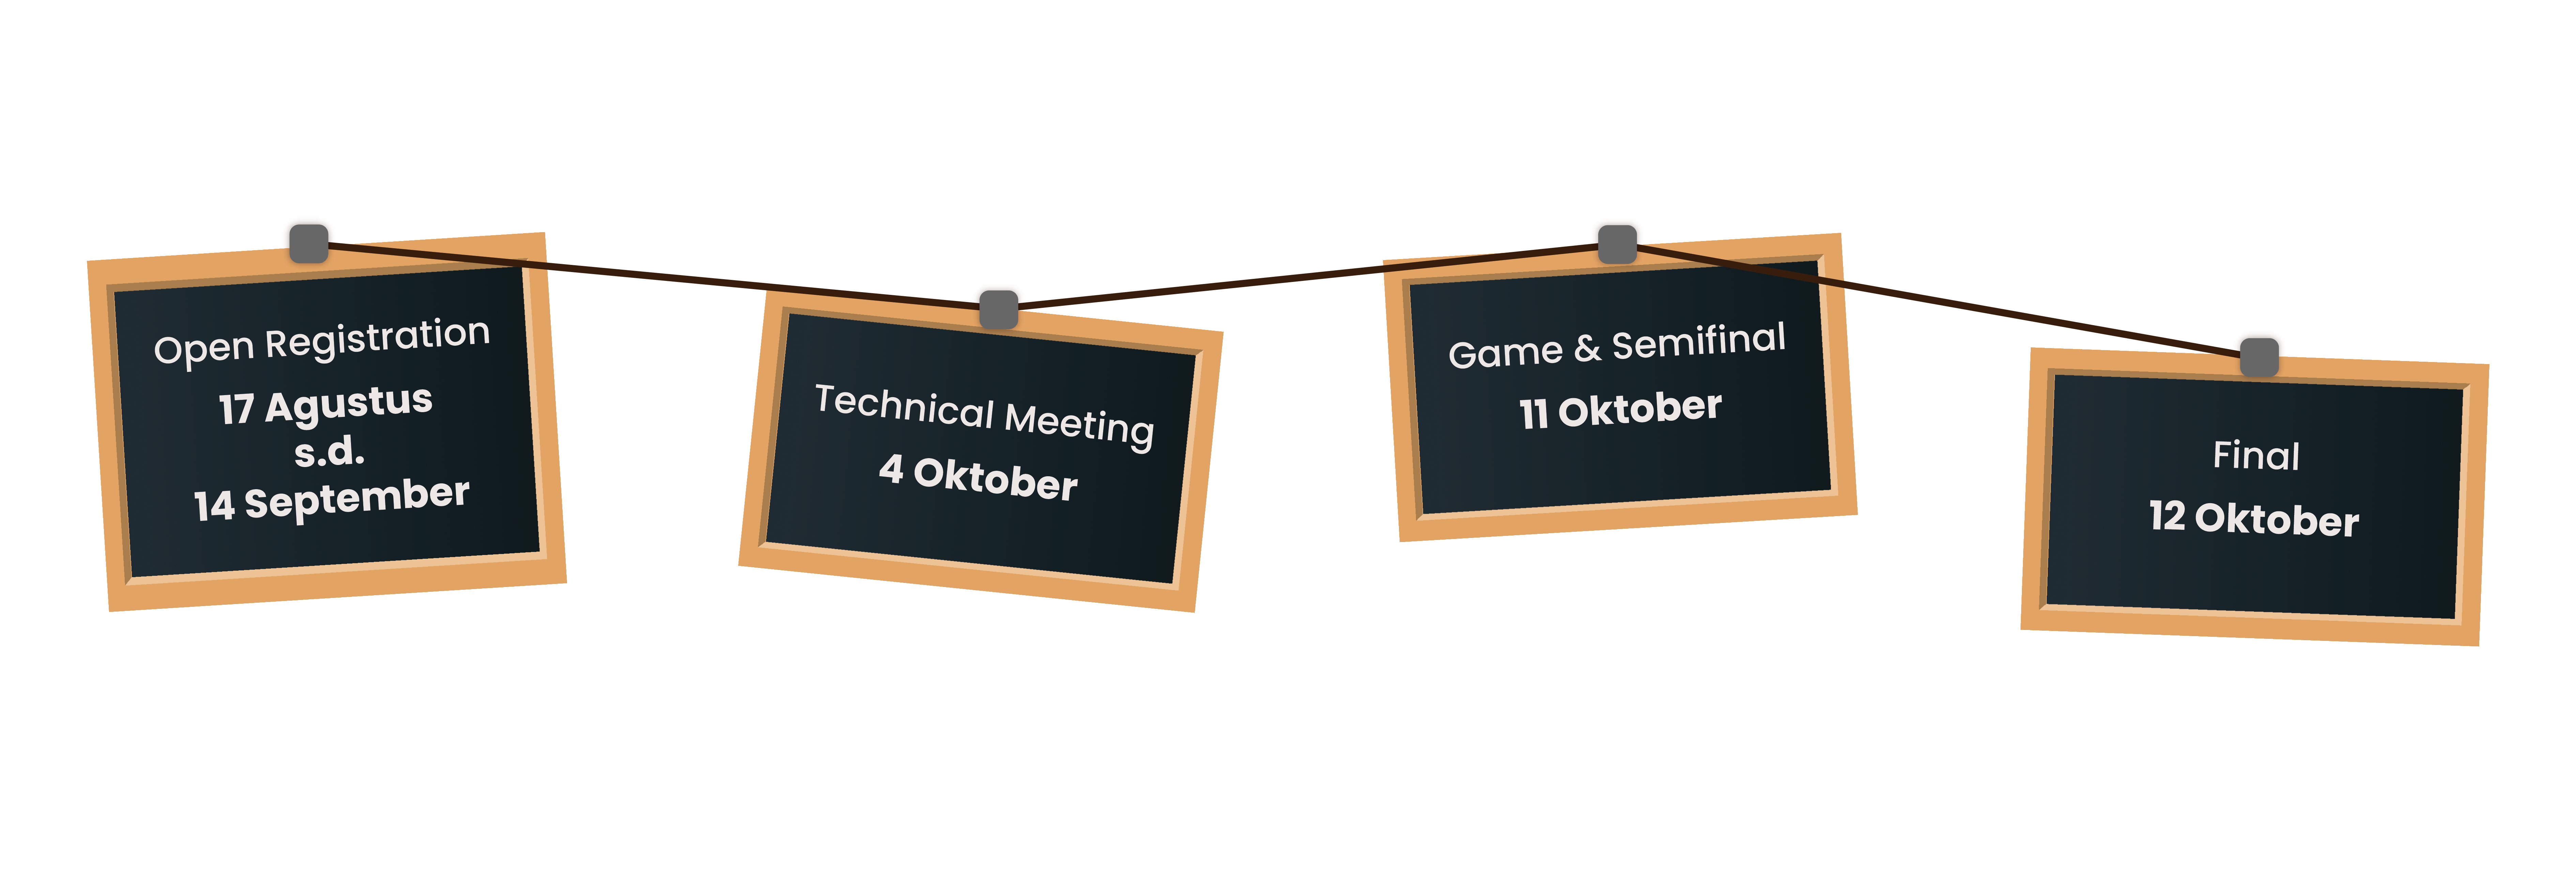 Open Registration
17 Agustus
s.d.
14 September
Technical Meeting
4 Oktober
Game & Semifinal
11 Oktober
Final
12 Oktober